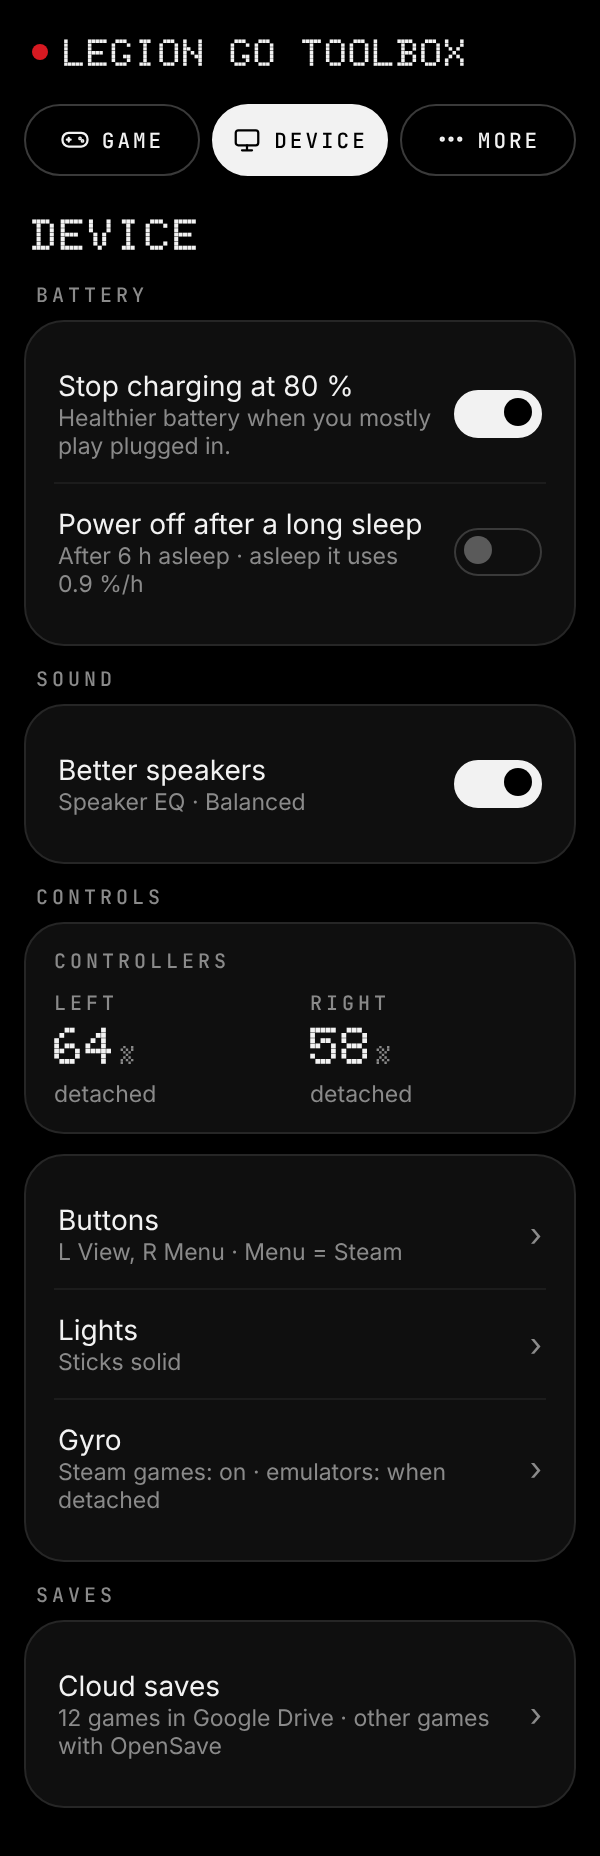 LEGION GO TOOLBOX
GAME
DEVICE
MORE
DEVICE
BATTERY
Stop charging at 80 %
Healthier battery when you mostly
play plugged in.
Power off after a long sleep
After 6 h asleep · asleep it uses
0.9 %/h
SOUND
Better speakers
Speaker EQ · Balanced
CONTROLS
CONTROLLERS
LEFT
64 %
detached
RIGHT
58 %
detached
Buttons
L View, R Menu · Menu = Steam
Lights
Sticks solid
Gyro
Steam games: on · emulators: when
detached
SAVES
Cloud saves
12 games in Google Drive · other games
with OpenSave